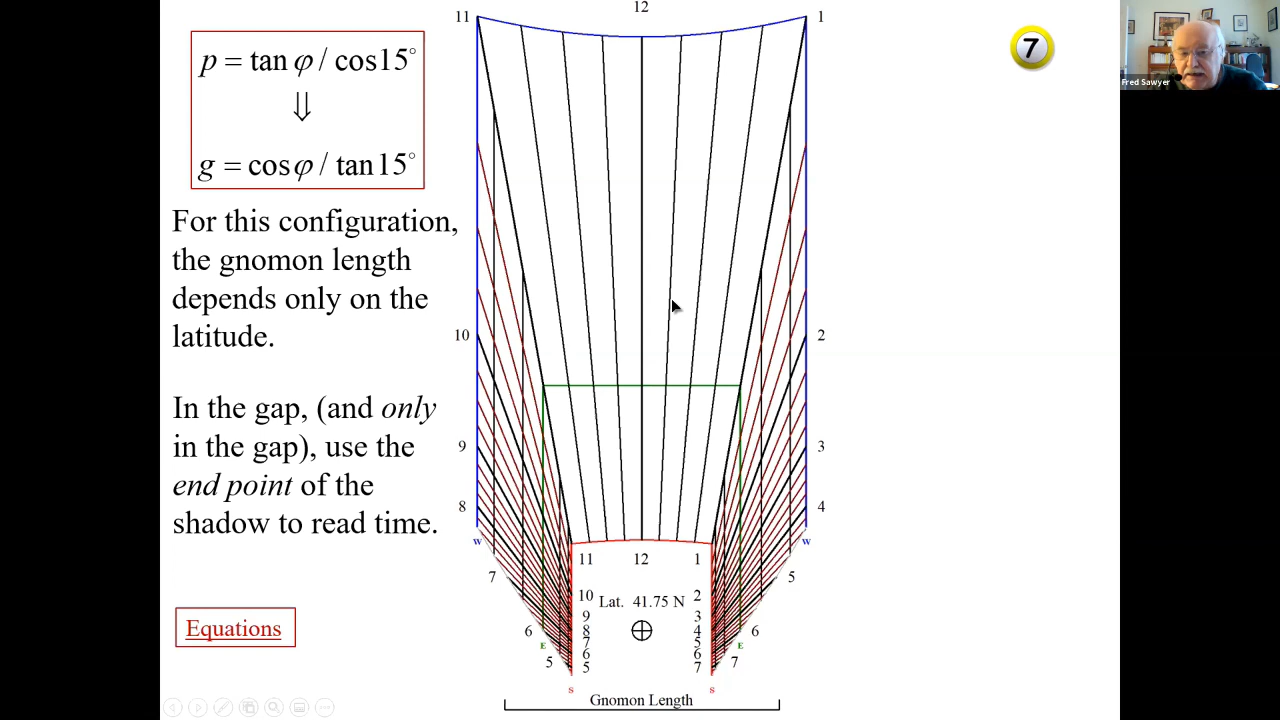 p = tan φ / cos15°
⇓
g = cosφ / tan15°
For this configuration,
the gnomon length
depends only on the
latitude.
In the gap, (and only
in the gap), use the
end point of the
shadow to read time.
Equations
11 12 1
10 2
9 3
8 4
W W
7 5
6 6
E E
5 7
S S
11 12 1
10 2
Lat. 41.75 N
9 3
8 4
7 5
6 6
5 7
Gnomon Length
7
Fred Sawyer